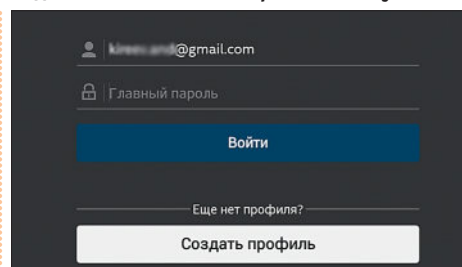 @gmail.com
Главный пароль
Войти
Еще нет профиля?
Создать профиль